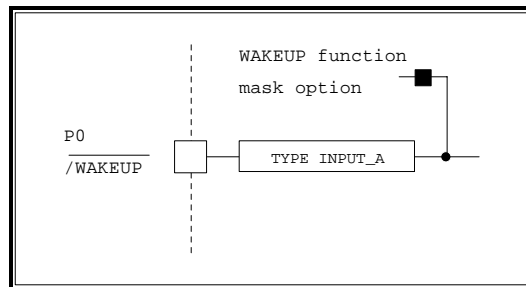 WAKEUP function
mask option
P0
/WAKEUP
TYPE INPUT_A